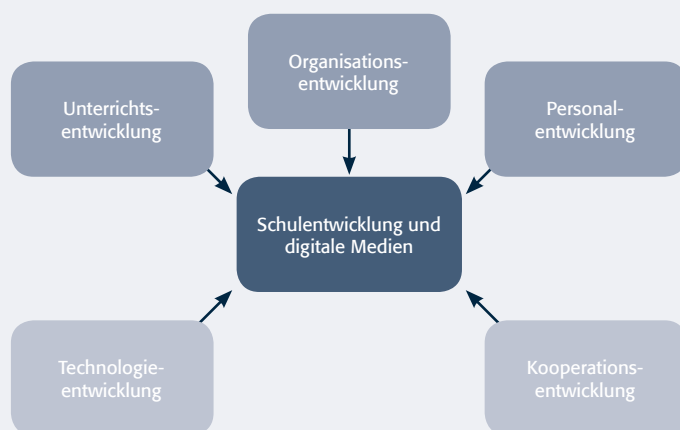 Organisations-
entwicklung
Unterrichts-
entwicklung
Personal-
entwicklung
Schulentwicklung und
digitale Medien
Technologie-
entwicklung
Kooperations-
entwicklung